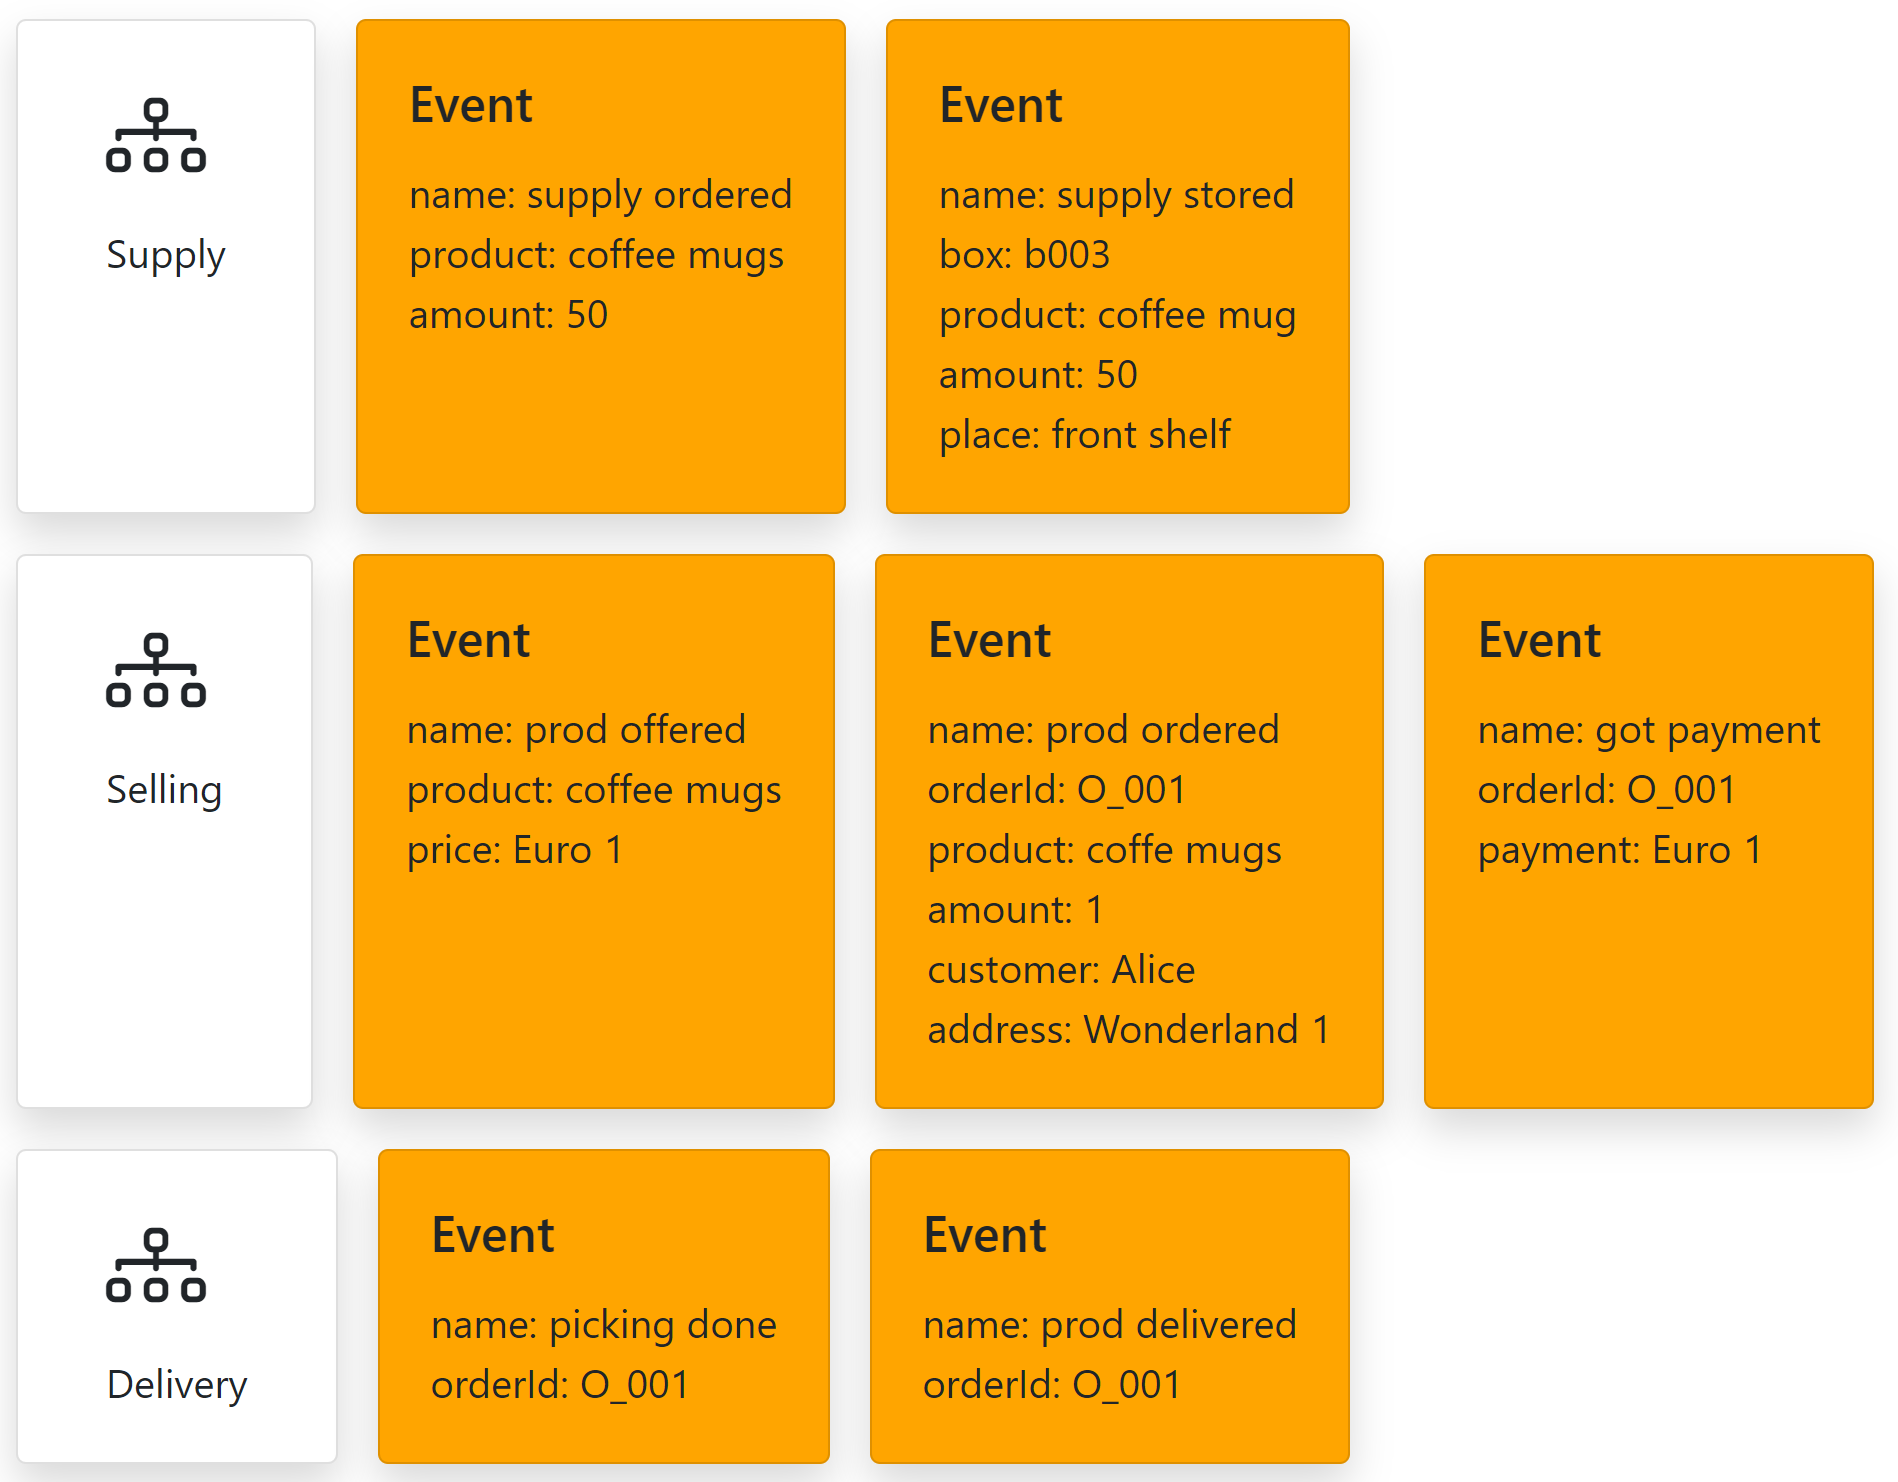 Supply
Event
name: supply ordered
product: coffee mugs
amount: 50
Event
name: supply stored
box: b003
product: coffee mug
amount: 50
place: front shelf
Selling
Event
name: prod offered
product: coffee mugs
price: Euro 1
Event
name: prod ordered
orderId: O_001
product: coffe mugs
amount: 1
customer: Alice
address: Wonderland 1
Event
name: got payment
orderId: O_001
payment: Euro 1
Delivery
Event
name: picking done
orderId: O_001
Event
name: prod delivered
orderId: O_001